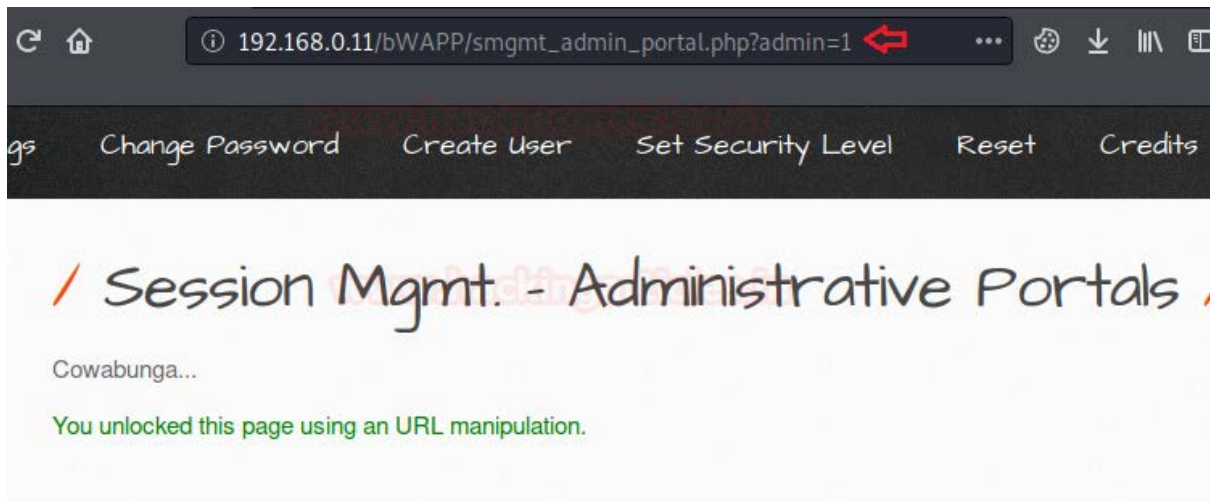 192.168.0.11/bWAPP/smgmt_admin_portal.php?admin=1
gs Change Password Create User Set Security Level Reset Credits
/ Session Mgmt. - Administrative Portals /
Cowabunga...
You unlocked this page using an URL manipulation.